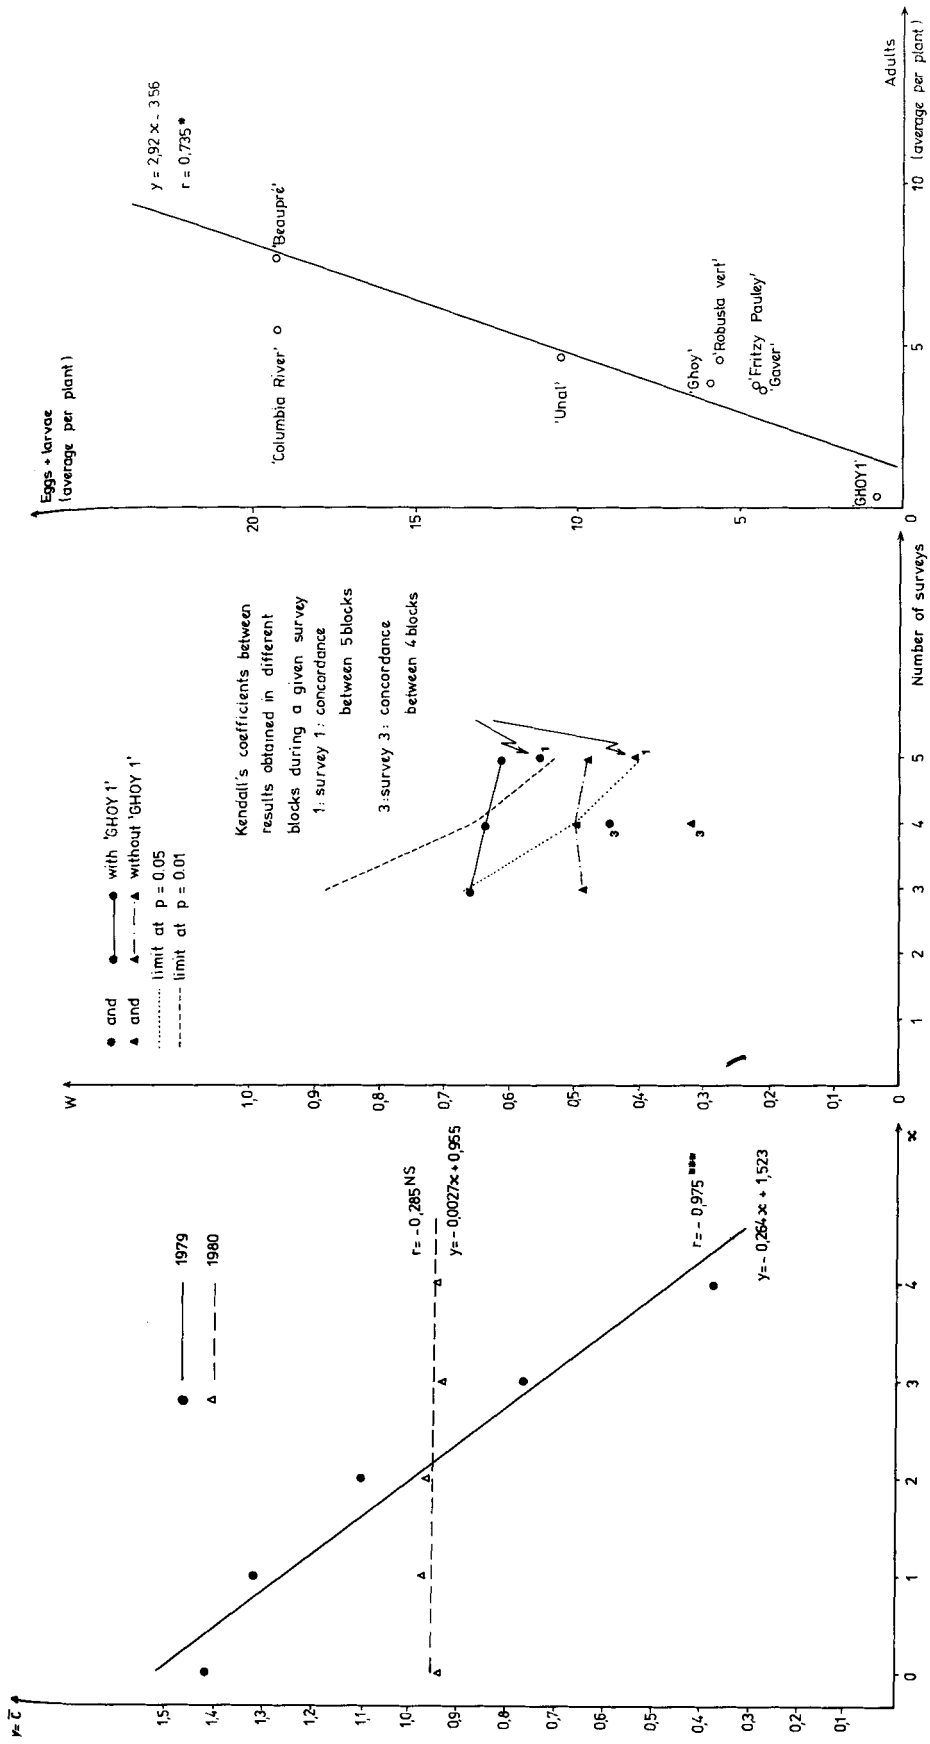 y= C̅
1,5
1,4
1,3
1,2
1,1
1,0
0,9
0,8
0,7
0,6
0,5
0,4
0,3
0,2
0,1
0
1
2
3
4
x
1979
1980
r= - 0,285 NS
y= - 0,0027x + 0,955
r= - 0,975 ***
y= - 0,264 x + 1,523
W
1,0
0,9
0,8
0,7
0,6
0,5
0,4
0,3
0,2
0,1
0
1
2
3
4
5
Number of surveys
and with 'GHOY 1'
and without 'GHOY 1'
limit at p = 0.05
limit at p = 0.01
Kendall's coefficients between
results obtained in different
blocks during a given survey
1: survey 1: concordance
between 5 blocks
3: survey 3: concordance
between 4 blocks
1
1
3
3
Eggs + larvae
(average per plant)
20
15
10
5
0
5
10
Adults
(average per plant)
y = 2,92 x - 3 56
r = 0,735 *
'Beaupré'
'Columbia River'
'Unal'
'Ghoy'
'Robusta vert'
'Fritzy Pauley'
'Gaver'
'GHOY1'